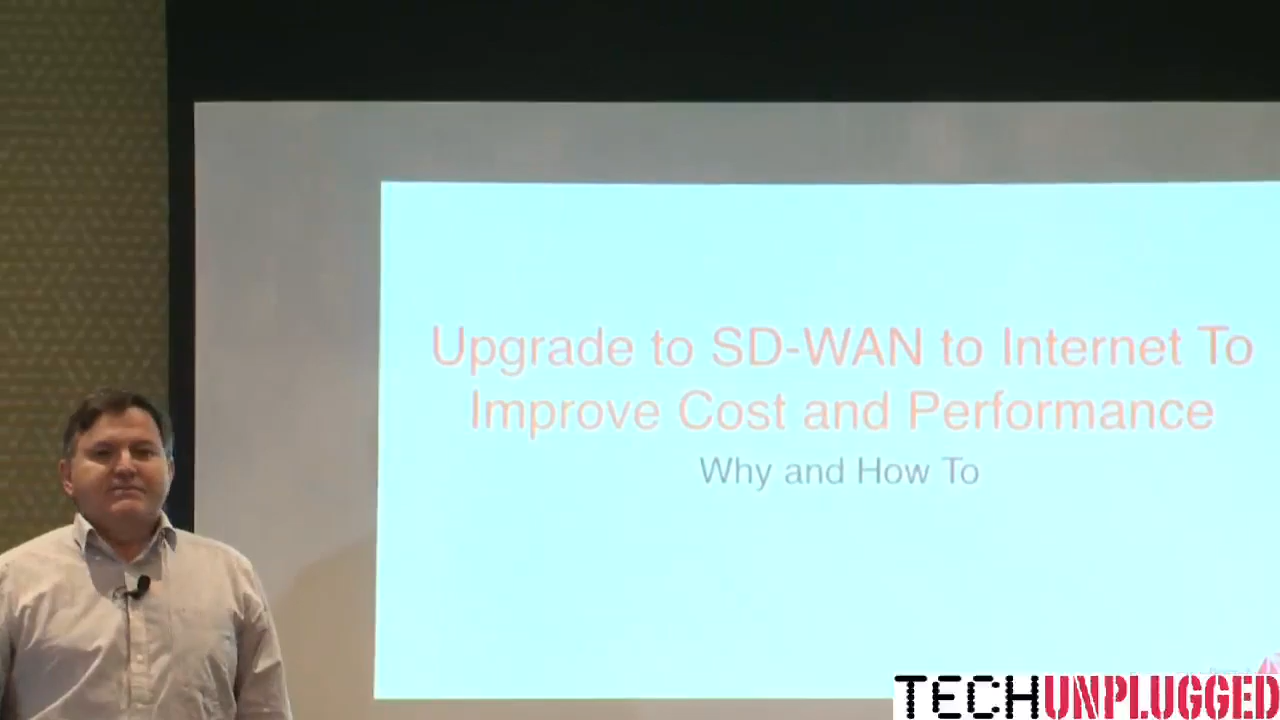 Upgrade to SD-WAN to Internet To
Improve Cost and Performance
Why and How To
TECHUNPLUGGED